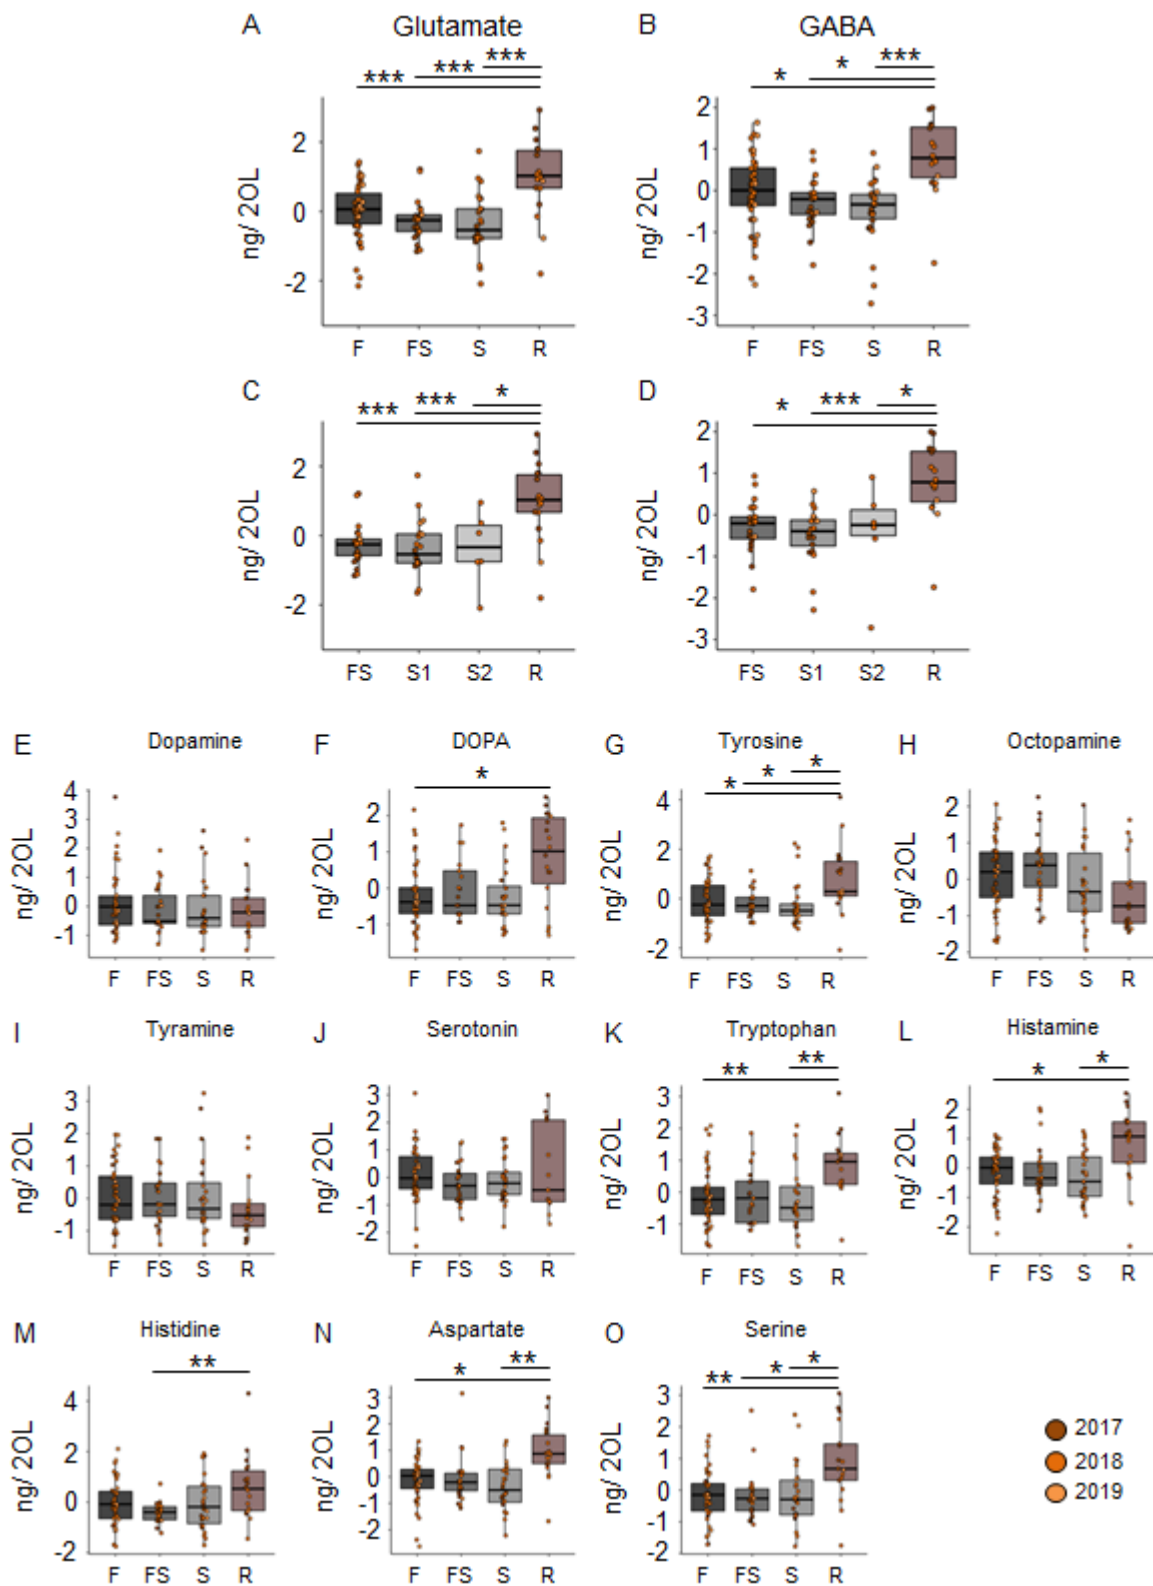 A Glutamate B GABA
*** *** *** * * ***
ng/ 2OL 2 0 -2 ng/ 2OL 2 1 0 -1 -2 -3
F FS S R F FS S R
C D
*** *** * * *** *
ng/ 2OL 2 0 -2 ng/ 2OL 2 1 0 -1 -2 -3
FS S1 S2 R FS S1 S2 R
E Dopamine F DOPA G Tyrosine H Octopamine
* * * *
ng/ 2OL 4 3 2 1 0 -1 ng/ 2OL 2 1 0 -1 ng/ 2OL 4 2 0 -2 ng/ 2OL 2 1 0 -1 -2
F FS S R F FS S R F FS S R F FS S R
I Tyramine J Serotonin K Tryptophan L Histamine
** ** * *
ng/ 2OL 3 2 1 0 -1 ng/ 2OL 3 2 1 0 -1 -2 ng/ 2OL 3 2 1 0 -1 ng/ 2OL 2 0 -2
F FS S R F FS S R F FS S R F FS S R
M Histidine N Aspartate O Serine
** * ** ** * *
ng/ 2OL 4 2 0 -2 ng/ 2OL 3 2 1 0 -1 -2 ng/ 2OL 3 2 1 0 -1 -2
F FS S R F FS S R F FS S R
2017
2018
2019